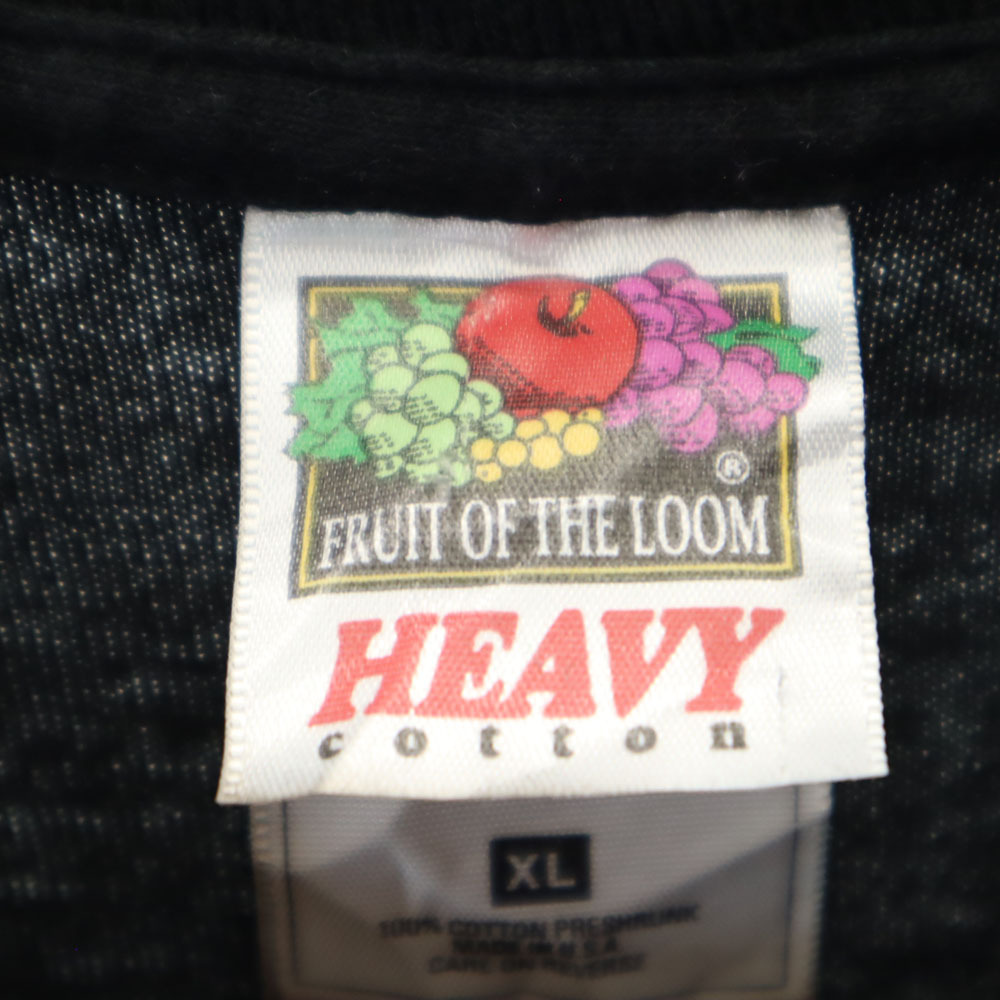 ®
FRUIT OF THE LOOM
HEAVY
cotton
XL
100% COTTON PRESHRUNK
MADE IN U.S.A.
CARE ON REVERSE